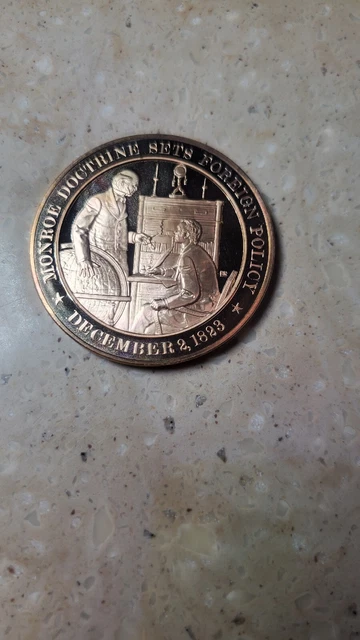 MONROE DOCTRINE SETS FOREIGN POLICY
★ DECEMBER 2, 1823 ★